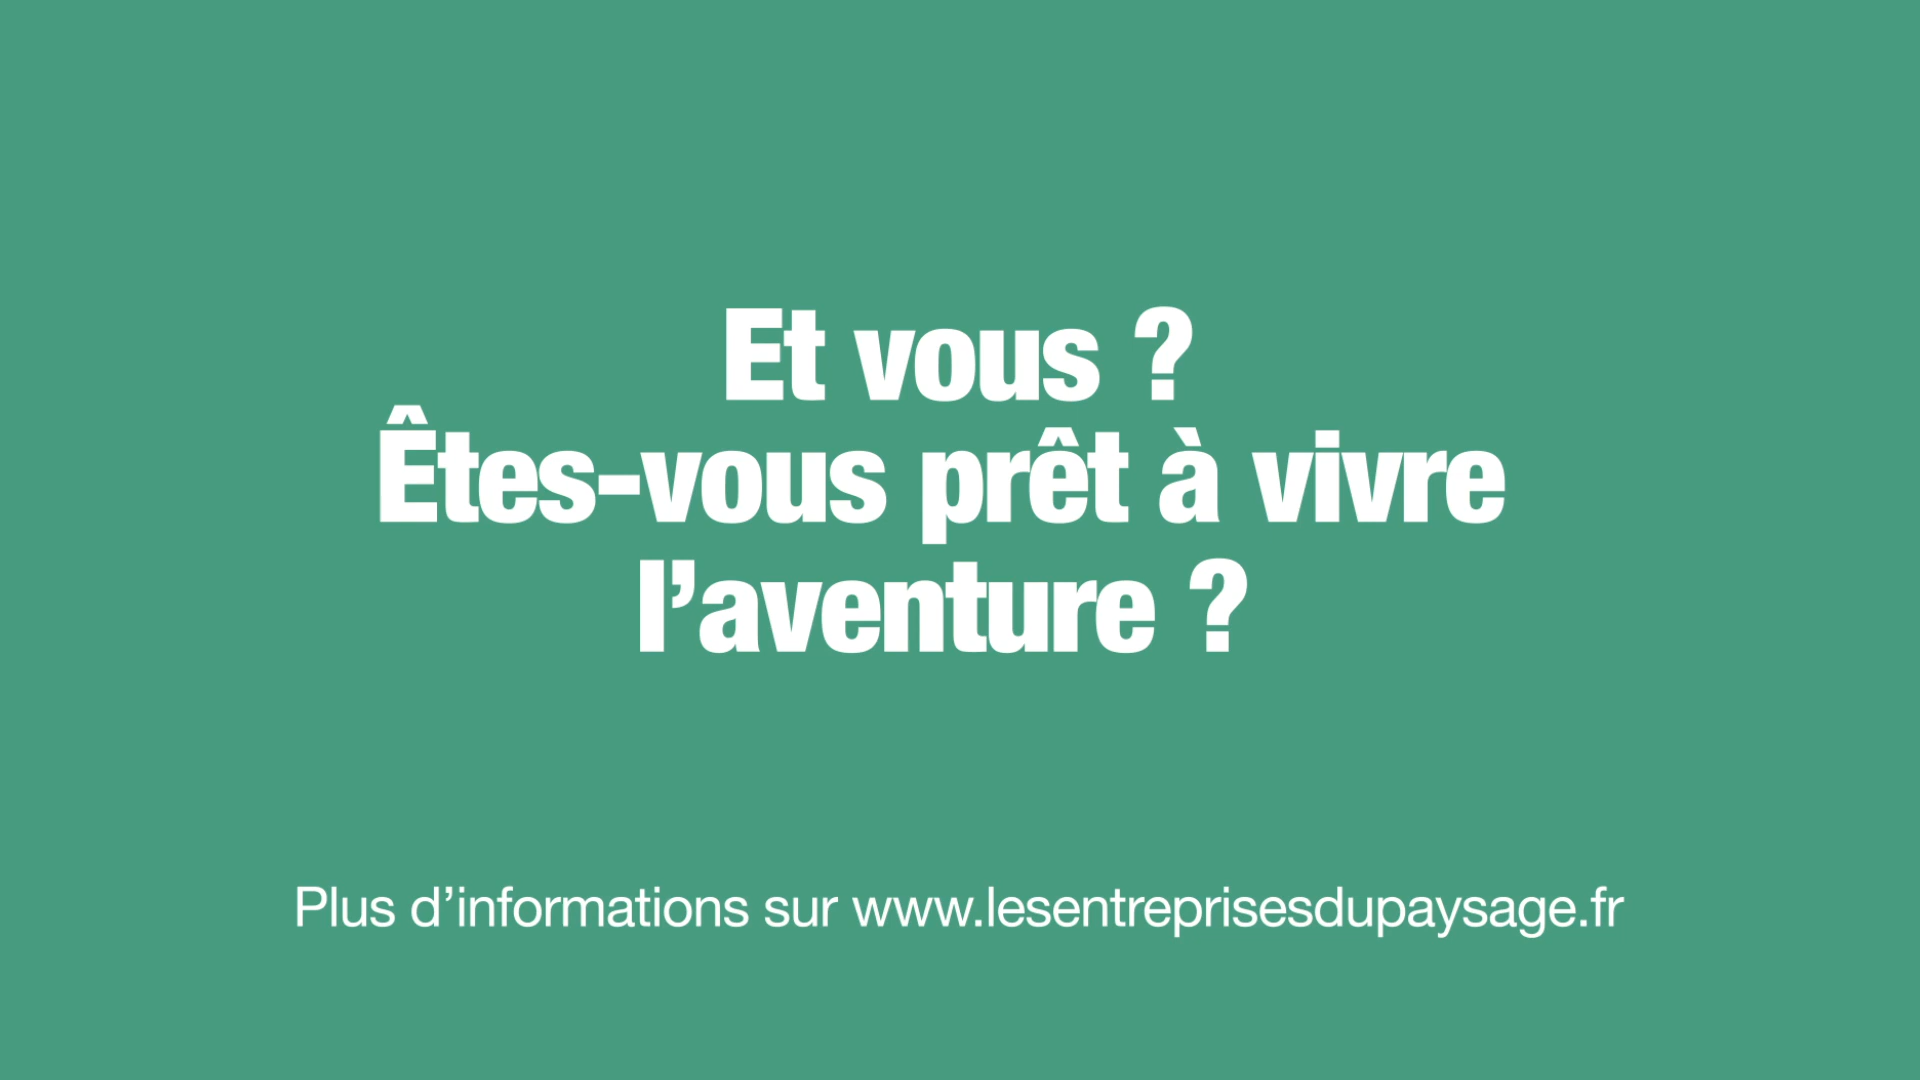 Et vous ?
Êtes-vous prêt à vivre
l’aventure ?
Plus d’informations sur www.lesentreprisesdupaysage.fr